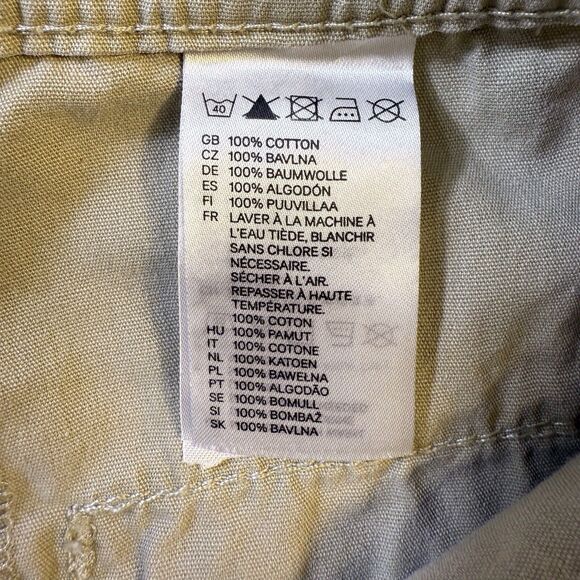 40
GB 100% COTTON
CZ 100% BAVLNA
DE 100% BAUMWOLLE
ES 100% ALGODÓN
FI 100% PUUVILLAA
FR LAVER À LA MACHINE À
L'EAU TIÈDE, BLANCHIR
SANS CHLORE SI
NÉCESSAIRE.
SÉCHER À L'AIR.
REPASSER À HAUTE
TEMPÉRATURE.
100% COTON
HU 100% PAMUT
IT 100% COTONE
NL 100% KATOEN
PL 100% BAWEŁNA
PT 100% ALGODÃO
SE 100% BOMULL
SI 100% BOMBAŽ
SK 100% BAVLNA